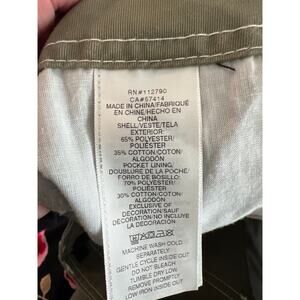 RN#112790
CA#57414
MADE IN CHINA/FABRIQUÉ
EN CHINE/HECHO EN
CHINA
SHELL/VESTE/TELA
EXTERIOR:
65% POLYESTER/
POLIÉSTER
35% COTTON/COTON/
ALGODÓN
POCKET LINING/
DOUBLURE DE LA POCHE/
FORRO DE BOSILLO:
70% POLYESTER/
POLIÉSTER
30% COTTON/COTON/
ALGODÓN
EXCLUSIVE OF
DECORATION/SAUF
DECORATION/NO INCLUYE
LA DECORACIÓN
MACHINE WASH COLD
SEPARATELY
GENTLE CYCLE INSIDE OUT
DO NOT BLEACH
TUMBLE DRY LOW
REMOVE PROMPTLY
LOW IRON INSIDE OUT